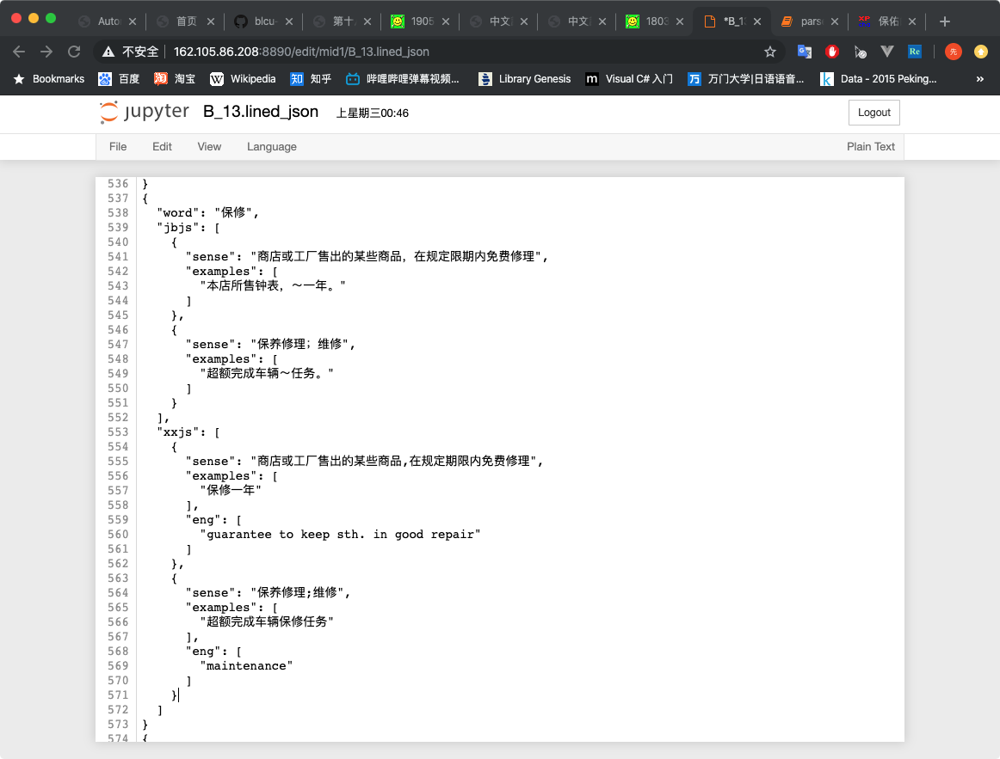 Auto 首页 blcu- 第十 1905 中文 中文 1803 *B_1 pars 保佑
不安全 162.105.86.208:8890/edit/mid1/B_13.lined_json Re 先
Bookmarks 百度 淘宝 Wikipedia 知乎 哔哩哔哩弹幕视频... Library Genesis Visual C# 入门 万门大学|日语语音... Data - 2015 Peking... »
jupyter B_13.lined_json 上星期三00:46 Logout
File Edit View Language Plain Text
536 }
537 {
538 "word": "保修",
539 "jbjs": [
540 {
541 "sense": "商店或工厂售出的某些商品，在规定限期内免费修理",
542 "examples": [
543 "本店所售钟表，～一年。"
544 ]
545 },
546 {
547 "sense": "保养修理；维修",
548 "examples": [
549 "超额完成车辆～任务。"
550 ]
551 }
552 ],
553 "xxjs": [
554 {
555 "sense": "商店或工厂售出的某些商品,在规定期限内免费修理",
556 "examples": [
557 "保修一年"
558 ],
559 "eng": [
560 "guarantee to keep sth. in good repair"
561 ]
562 },
563 {
564 "sense": "保养修理;维修",
565 "examples": [
566 "超额完成车辆保修任务"
567 ],
568 "eng": [
569 "maintenance"
570 ]
571 }
572 ]
573 }
574 {